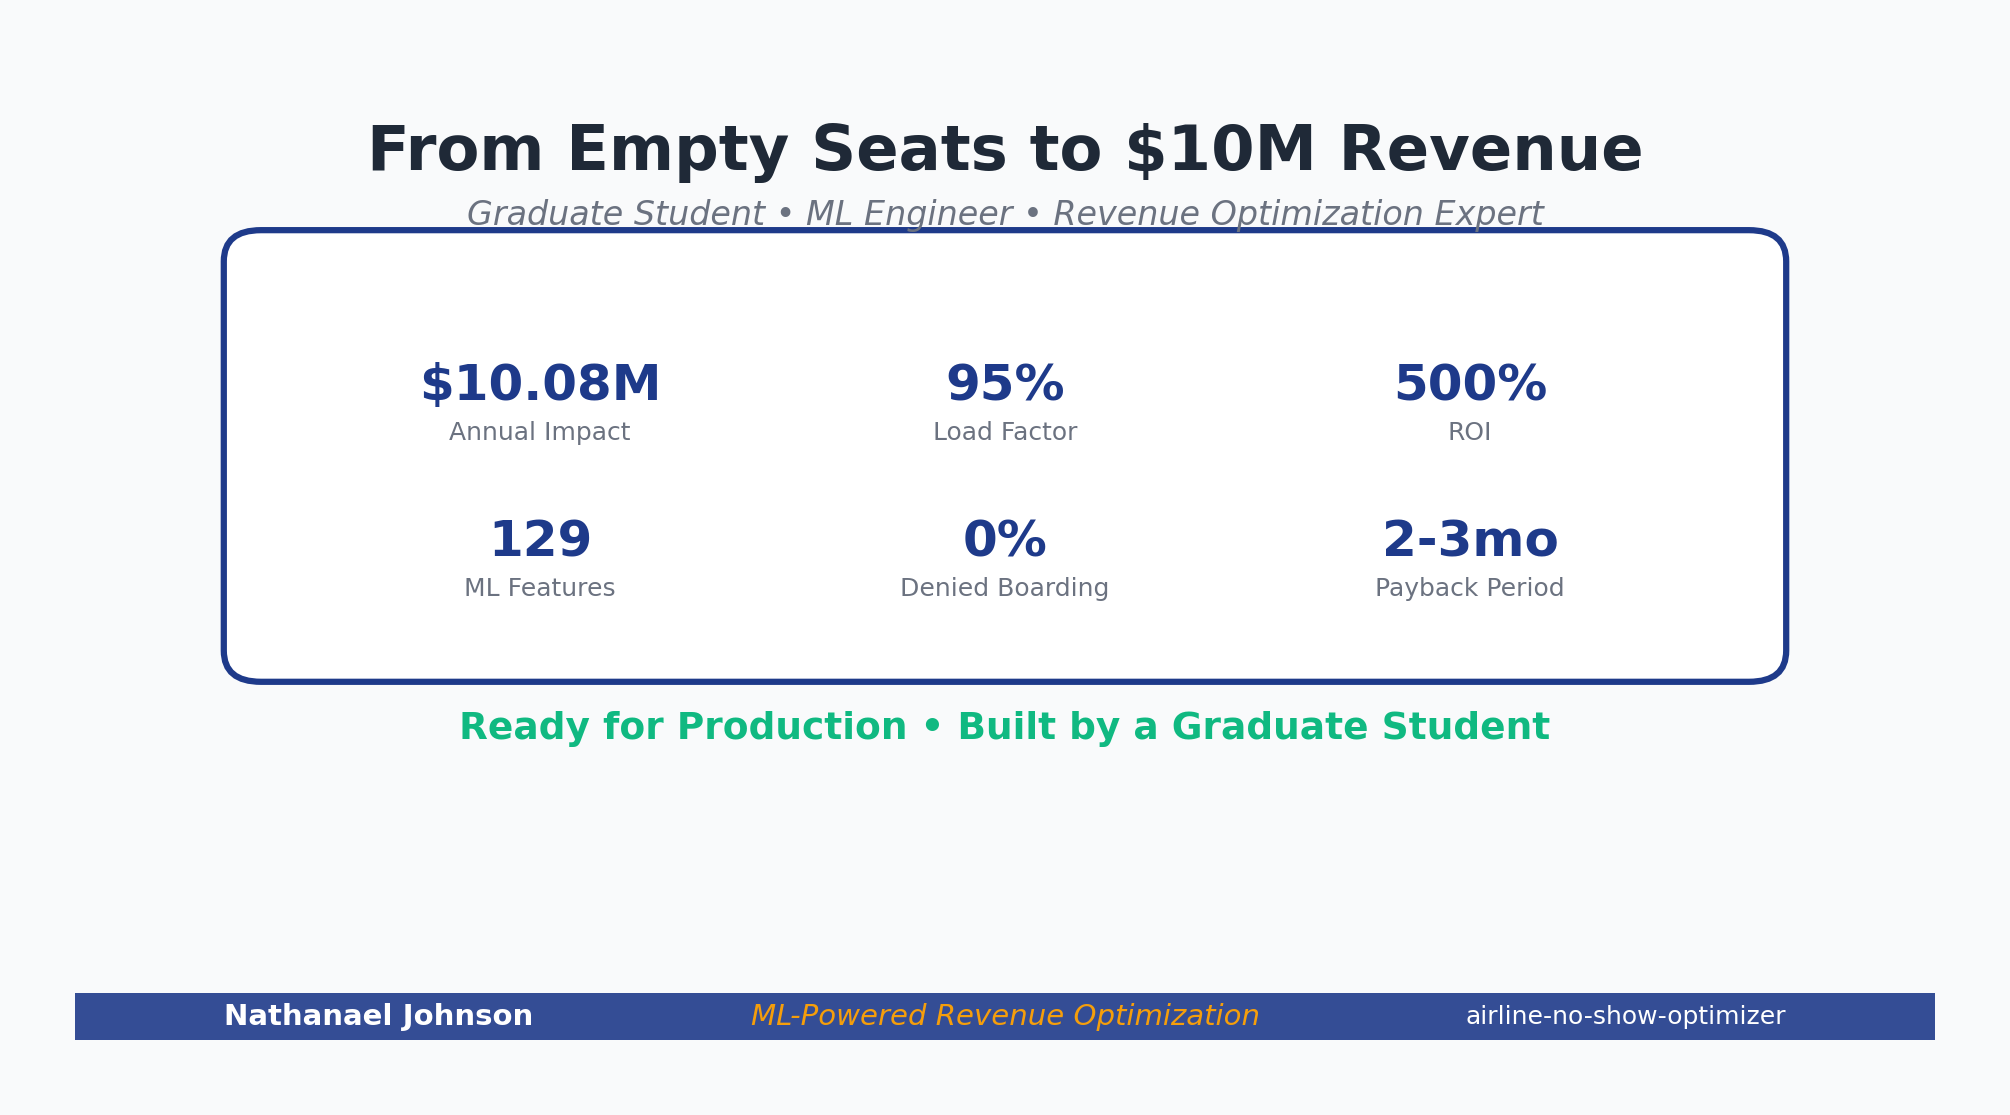 From Empty Seats to $10M Revenue
Graduate Student • ML Engineer • Revenue Optimization Expert
$10.08M 95% 500%
Annual Impact Load Factor ROI
129 0% 2-3mo
ML Features Denied Boarding Payback Period
Ready for Production • Built by a Graduate Student
Nathanael Johnson ML-Powered Revenue Optimization airline-no-show-optimizer